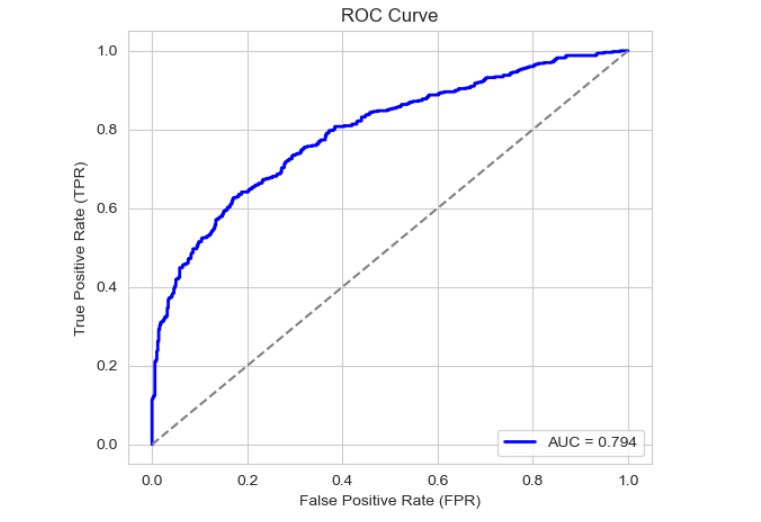 ROC Curve
1.0
0.8
0.6
0.4
0.2
0.0
True Positive Rate (TPR)
AUC = 0.794
0.0 0.2 0.4 0.6 0.8 1.0
False Positive Rate (FPR)